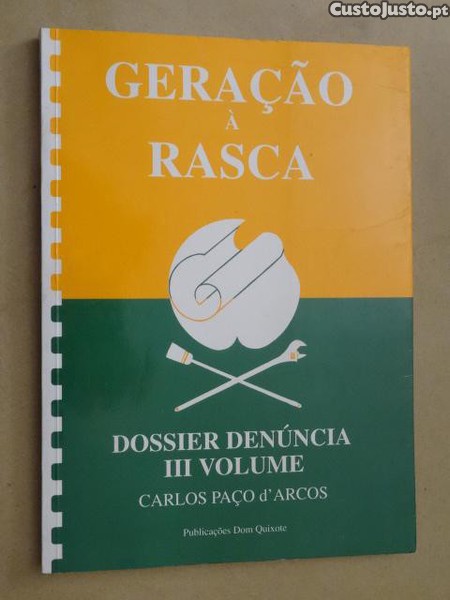 CustoJusto.pt
GERAÇÃO
À
RASCA
DOSSIER DENÚNCIA
III VOLUME
CARLOS PAÇO d'ARCOS
Publicações Dom Quixote